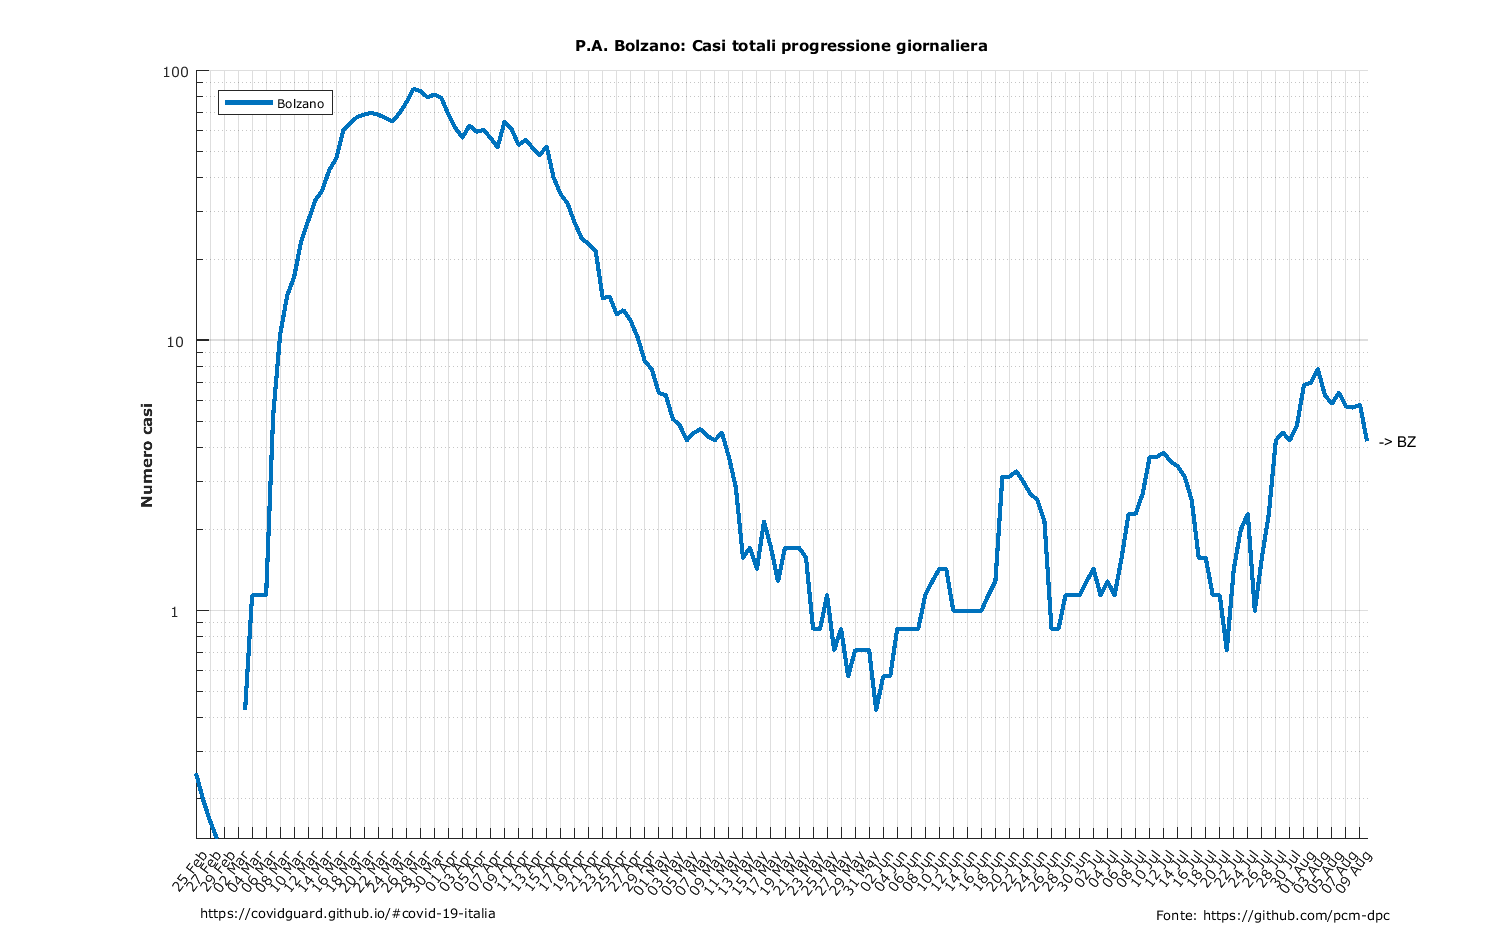 P.A. Bolzano: Casi totali progressione giornaliera
100
Bolzano
10
Numero casi
-> BZ
1
25 Feb
27 Feb
29 Feb
02 Mar
04 Mar
06 Mar
08 Mar
10 Mar
12 Mar
14 Mar
16 Mar
18 Mar
20 Mar
22 Mar
24 Mar
26 Mar
28 Mar
30 Mar
01 Apr
03 Apr
05 Apr
07 Apr
09 Apr
11 Apr
13 Apr
15 Apr
17 Apr
19 Apr
21 Apr
23 Apr
25 Apr
27 Apr
29 Apr
01 May
03 May
05 May
07 May
09 May
11 May
13 May
15 May
17 May
19 May
21 May
23 May
25 May
27 May
29 May
31 May
02 Jun
04 Jun
06 Jun
08 Jun
10 Jun
12 Jun
14 Jun
16 Jun
18 Jun
20 Jun
22 Jun
24 Jun
26 Jun
28 Jun
30 Jun
02 Jul
04 Jul
06 Jul
08 Jul
10 Jul
12 Jul
14 Jul
16 Jul
18 Jul
20 Jul
22 Jul
24 Jul
26 Jul
28 Jul
30 Jul
01 Aug
03 Aug
05 Aug
07 Aug
09 Aug
https://covidguard.github.io/#covid-19-italia
Fonte: https://github.com/pcm-dpc